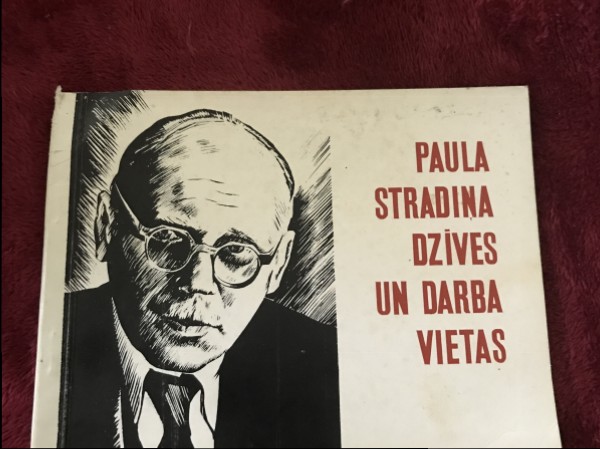 PAULA
STRADIŅA
DZĪVES
UN DARBA
VIETAS